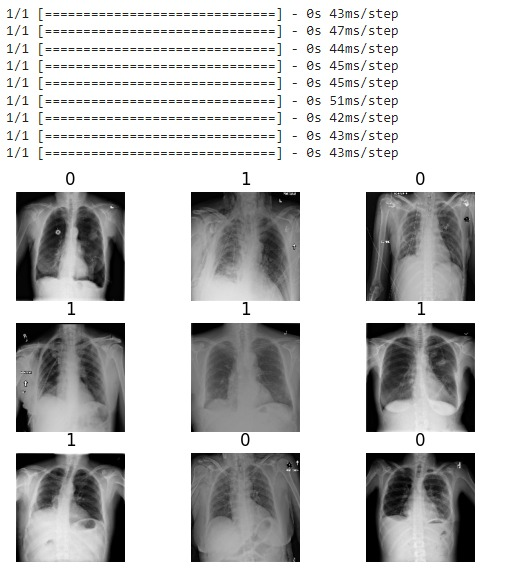 1/1 [==============================] - 0s 43ms/step
1/1 [==============================] - 0s 47ms/step
1/1 [==============================] - 0s 44ms/step
1/1 [==============================] - 0s 45ms/step
1/1 [==============================] - 0s 45ms/step
1/1 [==============================] - 0s 51ms/step
1/1 [==============================] - 0s 42ms/step
1/1 [==============================] - 0s 43ms/step
1/1 [==============================] - 0s 43ms/step
0 1 0
1 1 1
1 0 0